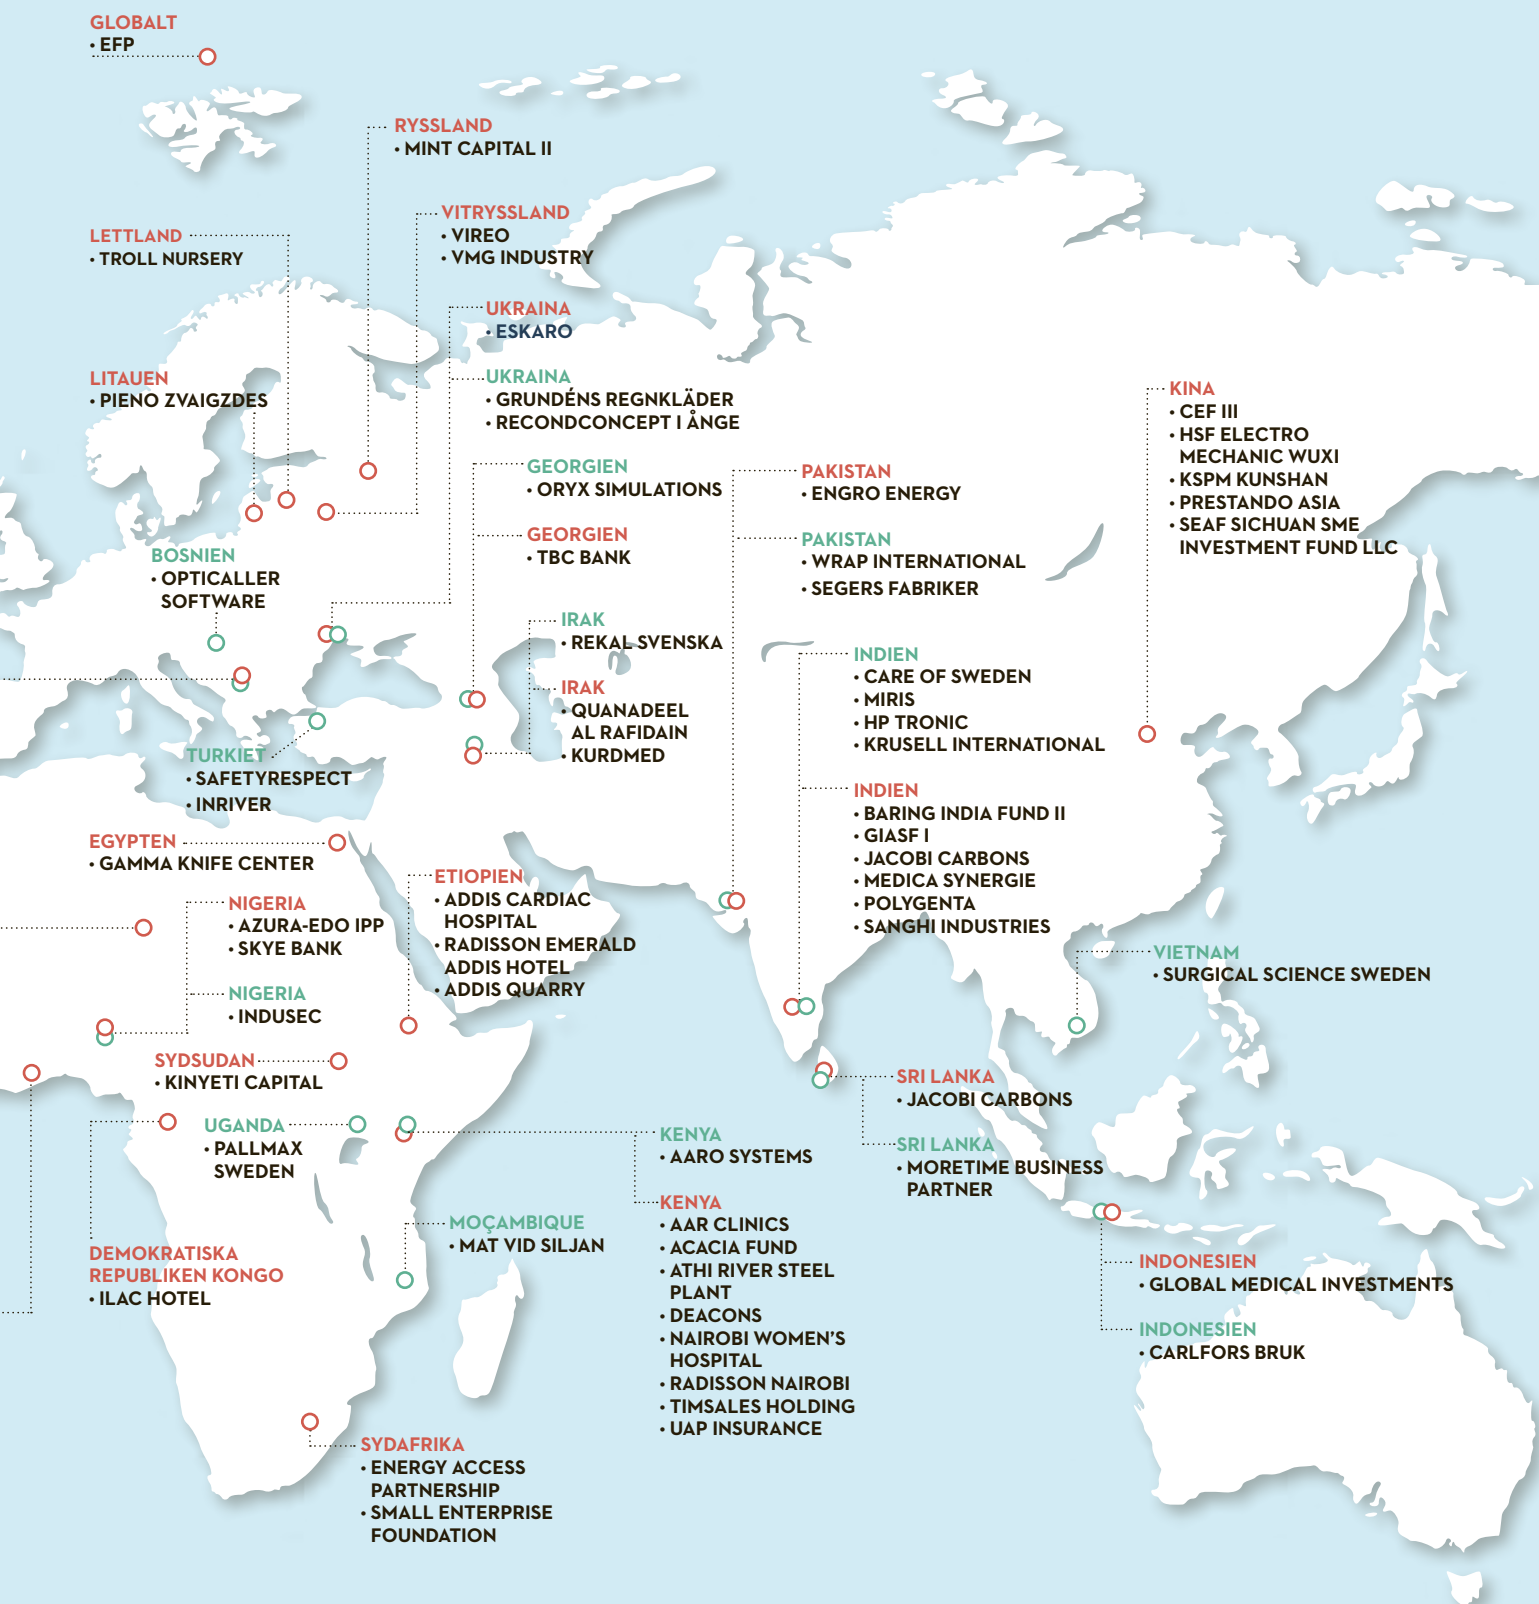 GLOBALT
• EFP
RYSSLAND
• MINT CAPITAL II
VITRYSSLAND
• VIREO
• VMG INDUSTRY
LETTLAND
• TROLL NURSERY
UKRAINA
• ESKARO
UKRAINA
• GRUNDÉNS REGNKLÄDER
• RECONDCONCEPT I ÅNGE
LITAUEN
• PIENO ZVAIGZDES
KINA
• CEF III
• HSF ELECTRO
MECHANIC WUXI
• KSPM KUNSHAN
• PRESTANDO ASIA
• SEAF SICHUAN SME
INVESTMENT FUND LLC
GEORGIEN
• ORYX SIMULATIONS
GEORGIEN
• TBC BANK
PAKISTAN
• ENGRO ENERGY
PAKISTAN
• WRAP INTERNATIONAL
• SEGERS FABRIKER
BOSNIEN
• OPTICALLER
SOFTWARE
IRAK
• REKAL SVENSKA
IRAK
• QUANADEEL
AL RAFIDAIN
• KURDMED
INDIEN
• CARE OF SWEDEN
• MIRIS
• HP TRONIC
• KRUSELL INTERNATIONAL
INDIEN
• BARING INDIA FUND II
• GIASF I
• JACOBI CARBONS
• MEDICA SYNERGIE
• POLYGENTA
• SANGHI INDUSTRIES
TURKIET
• SAFETYRESPECT
• INRIVER
EGYPTEN
• GAMMA KNIFE CENTER
NIGERIA
• AZURA-EDO IPP
• SKYE BANK
NIGERIA
• INDUSEC
ETIOPIEN
• ADDIS CARDIAC
HOSPITAL
• RADISSON EMERALD
ADDIS HOTEL
• ADDIS QUARRY
VIETNAM
• SURGICAL SCIENCE SWEDEN
SYDSUDAN
• KINYETI CAPITAL
UGANDA
• PALLMAX
SWEDEN
SRI LANKA
• JACOBI CARBONS
SRI LANKA
• MORETIME BUSINESS
PARTNER
KENYA
• AARO SYSTEMS
KENYA
• AAR CLINICS
• ACACIA FUND
• ATHI RIVER STEEL
PLANT
• DEACONS
• NAIROBI WOMEN'S
HOSPITAL
• RADISSON NAIROBI
• TIMSALES HOLDING
• UAP INSURANCE
MOÇAMBIQUE
• MAT VID SILJAN
DEMOKRATISKA
REPUBLIKEN KONGO
• ILAC HOTEL
INDONESIEN
• GLOBAL MEDICAL INVESTMENTS
INDONESIEN
• CARLFORS BRUK
SYDAFRIKA
• ENERGY ACCESS
PARTNERSHIP
• SMALL ENTERPRISE
FOUNDATION